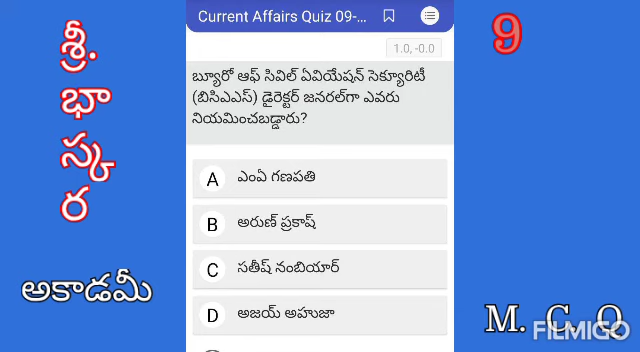 శ్రీ.
భా
స్క
ర
అకాడమీ
Current Affairs Quiz 09-...
1.0, -0.0
బ్యూరో ఆఫ్ సివిల్ ఏవియేషన్ సెక్యూరిటీ
(బిసిఎఎస్) డైరెక్టర్ జనరల్‌గా ఎవరు
నియమించబడ్డారు?
A ఎంఏ గణపతి
B అరుణ్ ప్రకాష్
C సతీష్ నంబియార్
D అజయ్ అహుజా
9
M. C. Q
FILMIGO